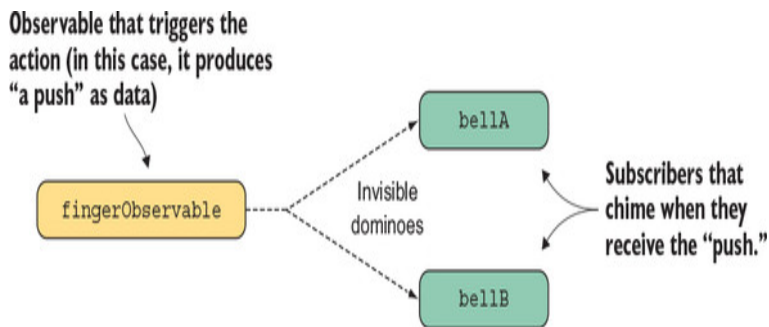 Observable that triggers the
action (in this case, it produces
“a push” as data)
bellA
fingerObservable
Invisible
dominoes
Subscribers that
chime when they
receive the “push.”
bellB